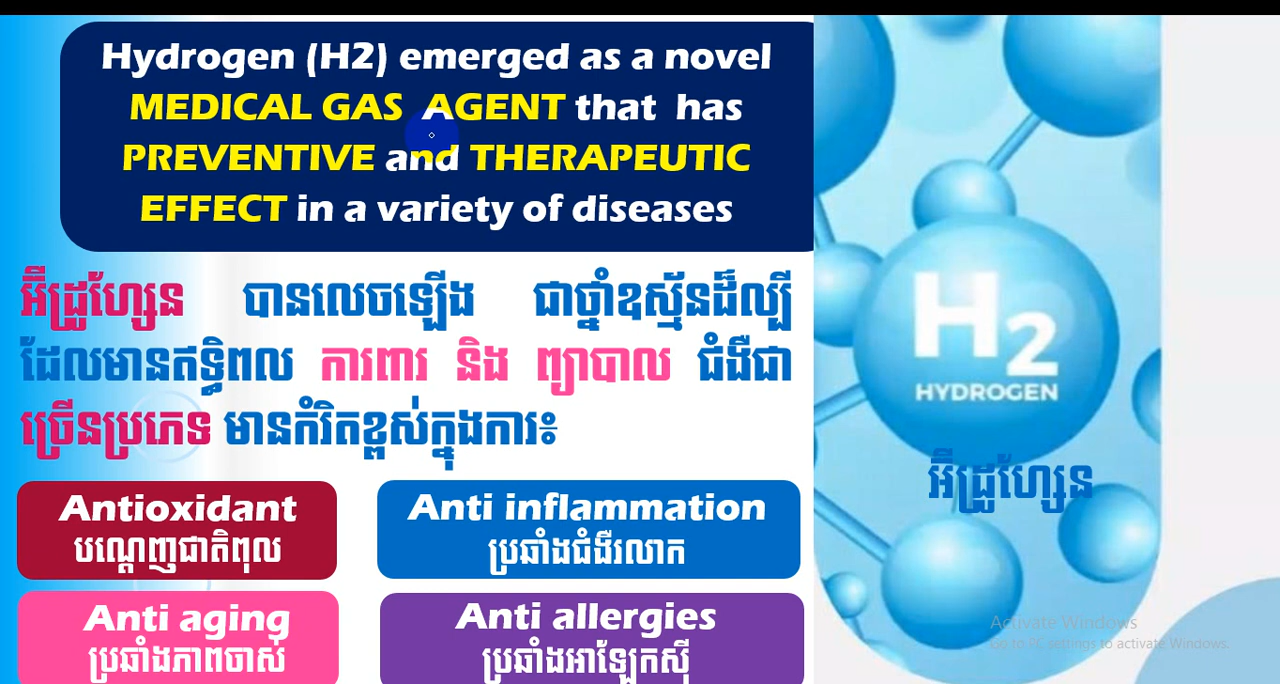 Hydrogen (H2) emerged as a novel
MEDICAL GAS AGENT that has
PREVENTIVE and THERAPEUTIC
EFFECT in a variety of diseases
អ៊ីដ្រូហ្សែន បានលេចឡើង ជាថ្នាំឧស្ម័នដ៏ល្បី
ដែលមានឥទ្ធិពល ការពារ និង ព្យាបាល ជំងឺជា
ច្រើនប្រភេទ មានកំរិតខ្ពស់ក្នុងការ៖
Antioxidant
បណ្តេញជាតិពុល
Anti inflammation
ប្រឆាំងជំងឺរលាក
Anti aging
ប្រឆាំងភាពចាស់
Anti allergies
ប្រឆាំងអាឡែកស៊ី
H2
HYDROGEN
អ៊ីដ្រូហ្សែន
Activate Windows
Go to PC settings to activate Windows.